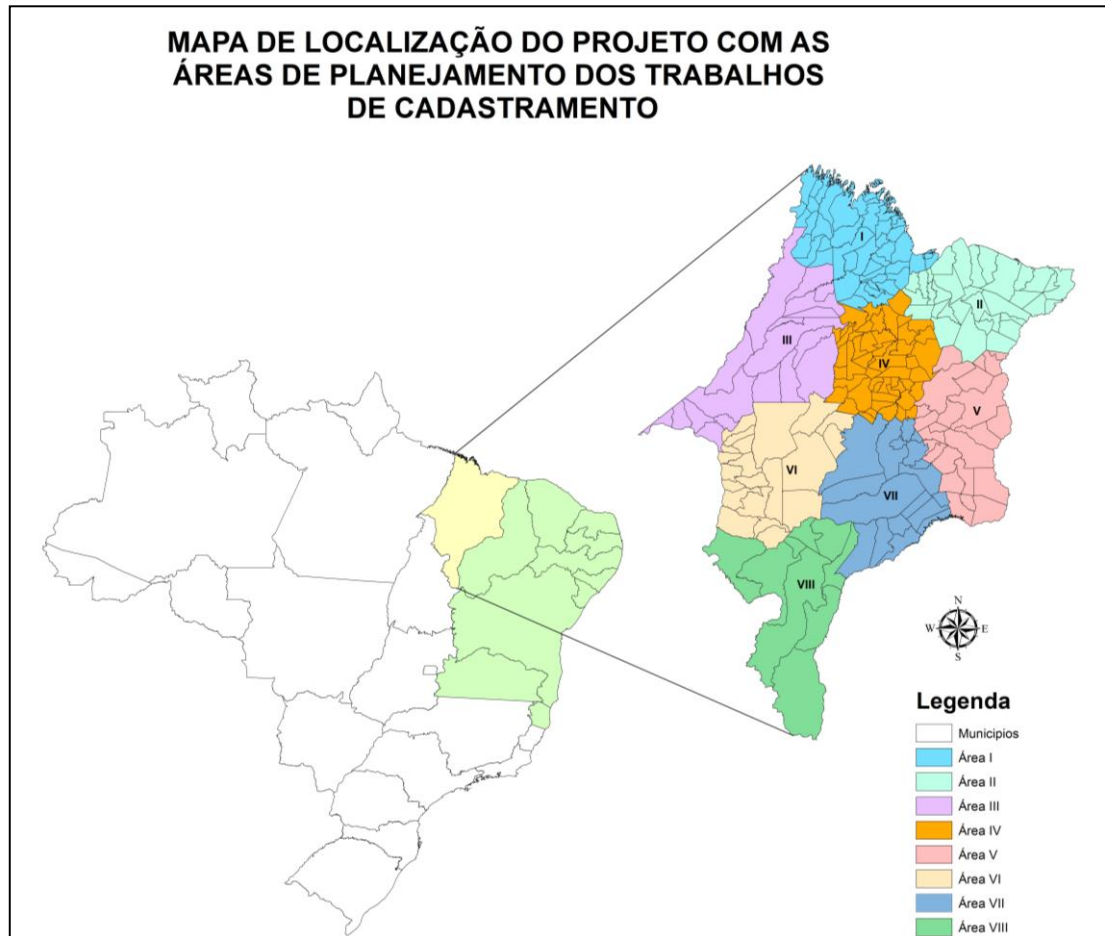 MAPA DE LOCALIZAÇÃO DO PROJETO COM AS
ÁREAS DE PLANEJAMENTO DOS TRABALHOS
DE CADASTRAMENTO
I
II
III
IV
V
VI
VII
VIII
N
W E
S
Legenda
Municipios
Área I
Área II
Área III
Área IV
Área V
Área VI
Área VII
Área VIII